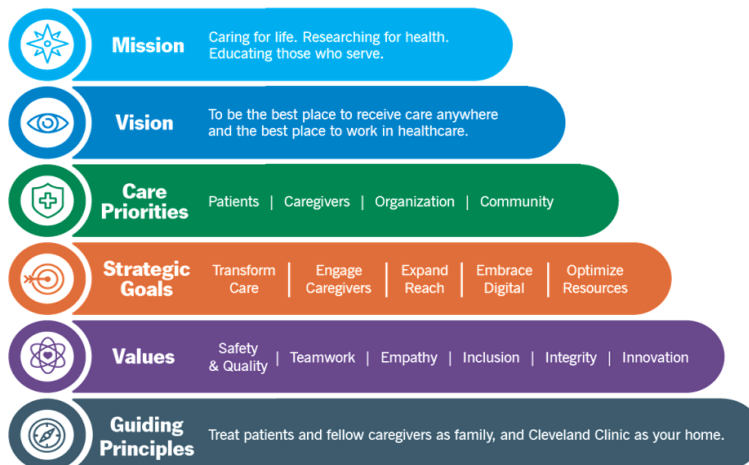 Mission
Caring for life. Researching for health.
Educating those who serve.
Vision
To be the best place to receive care anywhere
and the best place to work in healthcare.
Care
Priorities
Patients | Caregivers | Organization | Community
Strategic
Goals
Transform
Care
Engage
Caregivers
Expand
Reach
Embrace
Digital
Optimize
Resources
Values
Safety
& Quality | Teamwork | Empathy | Inclusion | Integrity | Innovation
Guiding
Principles
Treat patients and fellow caregivers as family, and Cleveland Clinic as your home.